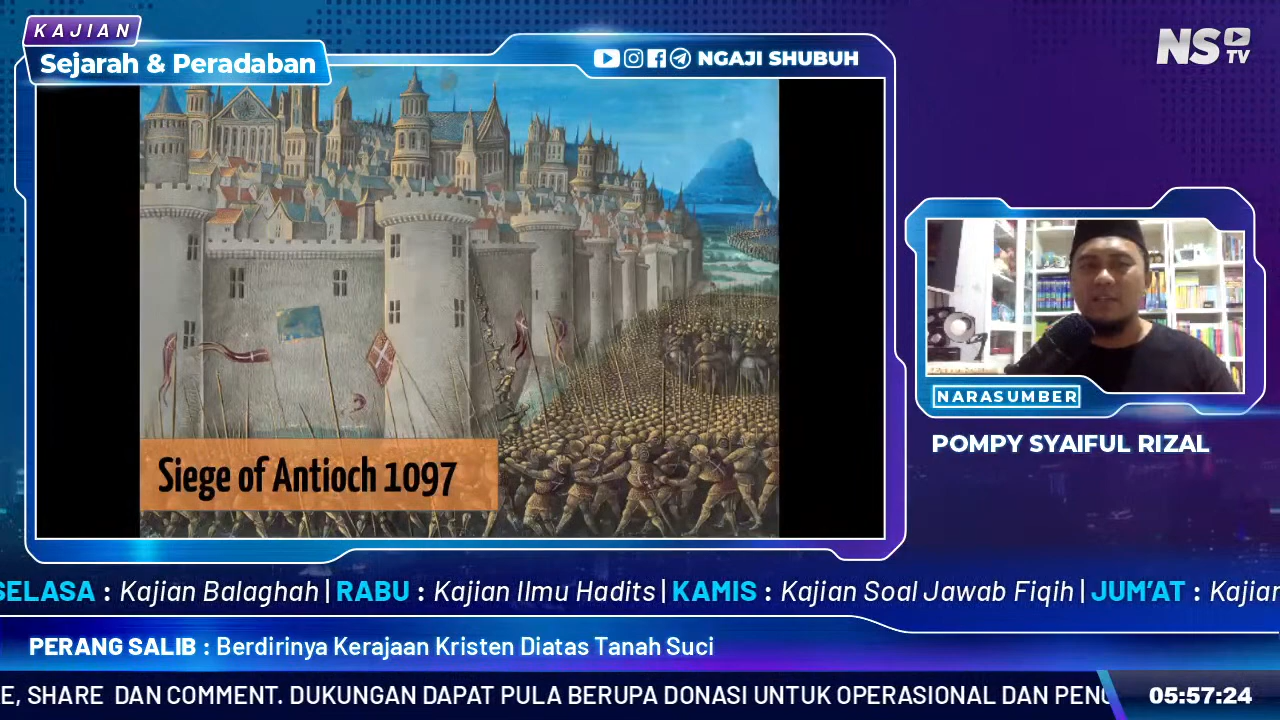 KAJIAN
Sejarah & Peradaban
NGAJI SHUBUH
NS TV
Siege of Antioch 1097
NARASUMBER
POMPY SYAIFUL RIZAL
SELASA : Kajian Balaghah | RABU : Kajian Ilmu Hadits | KAMIS : Kajian Soal Jawab Fiqih | JUM'AT : Kajian
PERANG SALIB : Berdirinya Kerajaan Kristen Diatas Tanah Suci
E, SHARE DAN COMMENT. DUKUNGAN DAPAT PULA BERUPA DONASI UNTUK OPERASIONAL DAN PENG
05:57:24